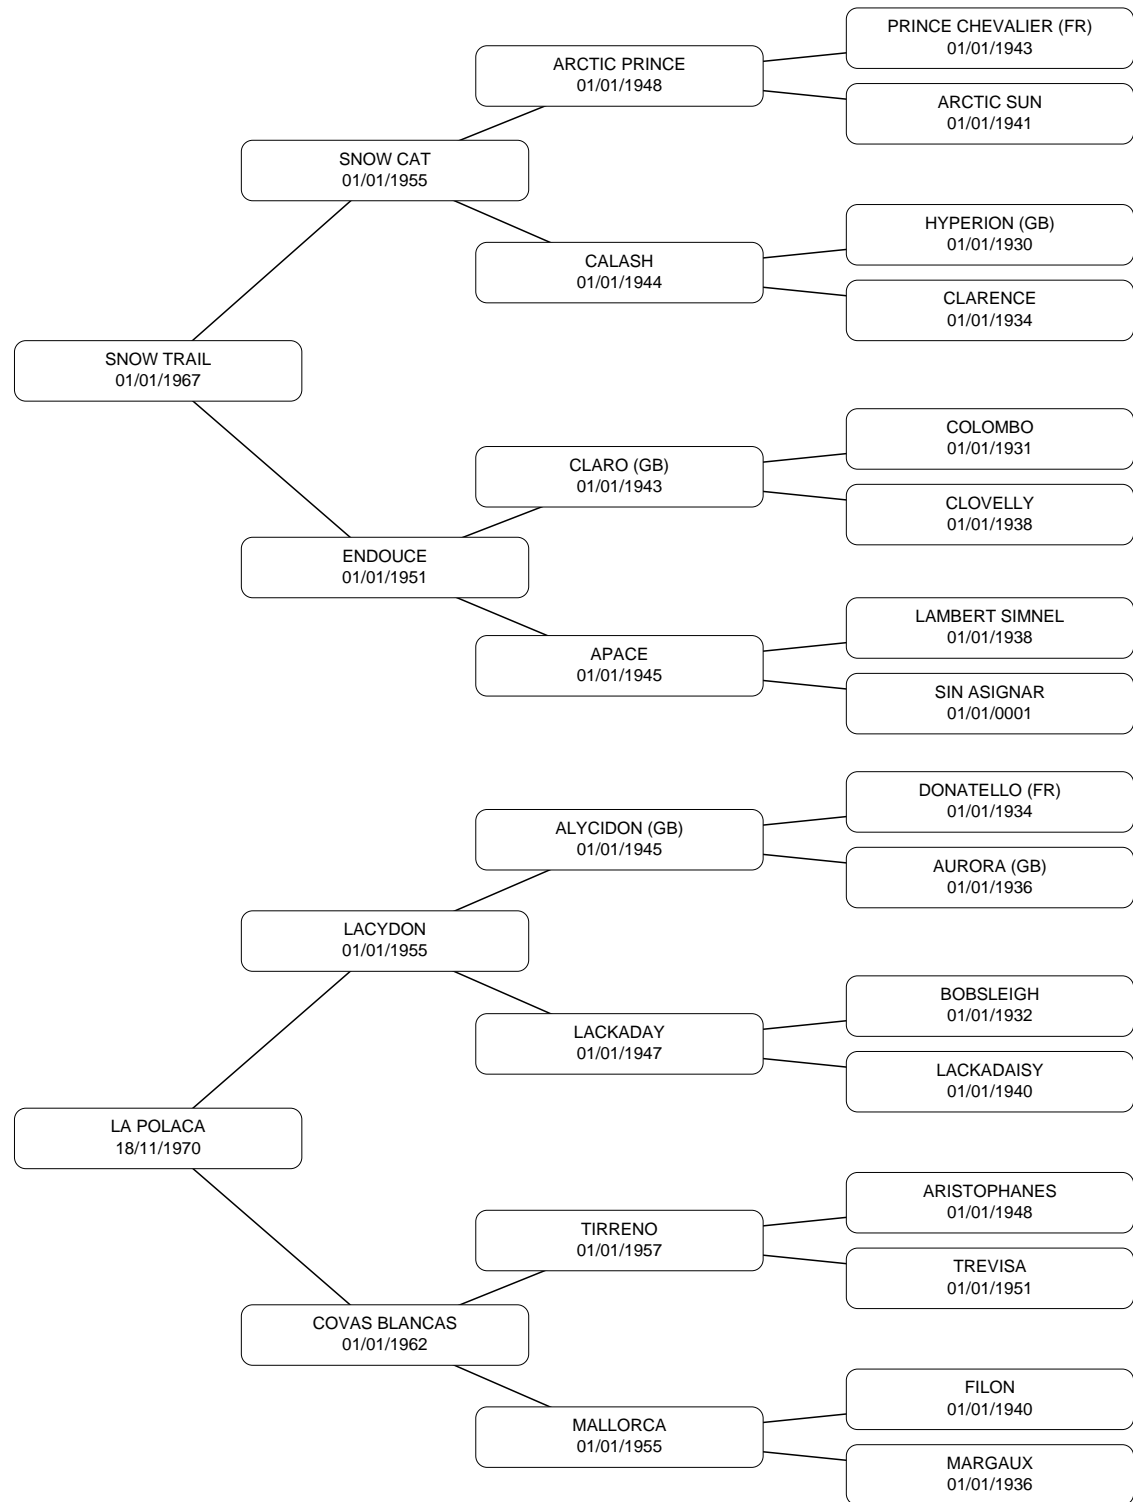 PRINCE CHEVALIER (FR)
01/01/1943
ARCTIC PRINCE
01/01/1948
ARCTIC SUN
01/01/1941
SNOW CAT
01/01/1955
HYPERION (GB)
01/01/1930
CALASH
01/01/1944
CLARENCE
01/01/1934
SNOW TRAIL
01/01/1967
COLOMBO
01/01/1931
CLARO (GB)
01/01/1943
CLOVELLY
01/01/1938
ENDOUCE
01/01/1951
LAMBERT SIMNEL
01/01/1938
APACE
01/01/1945
SIN ASIGNAR
01/01/0001
DONATELLO (FR)
01/01/1934
ALYCIDON (GB)
01/01/1945
AURORA (GB)
01/01/1936
LACYDON
01/01/1955
BOBSLEIGH
01/01/1932
LACKADAY
01/01/1947
LACKADAISY
01/01/1940
LA POLACA
18/11/1970
ARISTOPHANES
01/01/1948
TIRRENO
01/01/1957
TREVISA
01/01/1951
COVAS BLANCAS
01/01/1962
FILON
01/01/1940
MALLORCA
01/01/1955
MARGAUX
01/01/1936